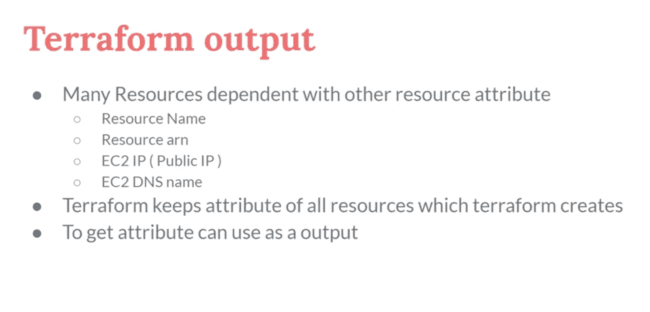 Terraform output
● Many Resources dependent with other resource attribute
○ Resource Name
○ Resource arn
○ EC2 IP ( Public IP )
○ EC2 DNS name
● Terraform keeps attribute of all resources which terraform creates
● To get attribute can use as a output